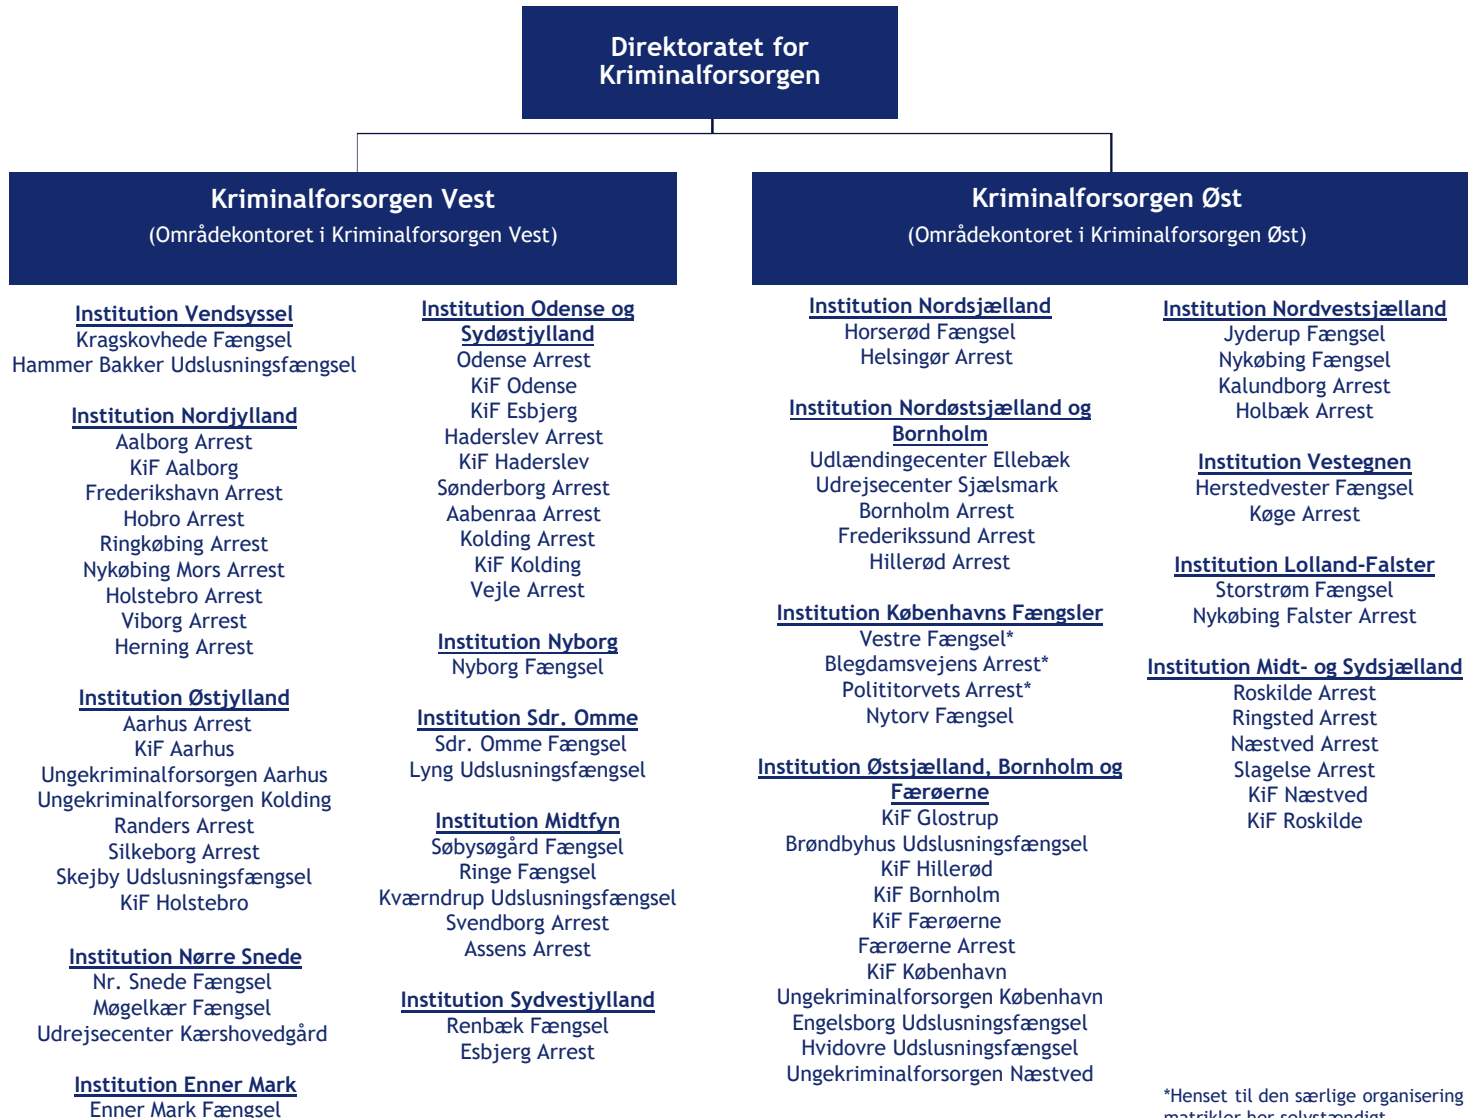 Direktoratet for
Kriminalforsorgen
Kriminalforsorgen Vest
(Områdekontoret i Kriminalforsorgen Vest)
Institution Vendsyssel
Kragskovhede Fængsel
Hammer Bakker Udslusningsfængsel
Institution Nordjylland
Aalborg Arrest
KiF Aalborg
Frederikshavn Arrest
Hobro Arrest
Ringkøbing Arrest
Nykøbing Mors Arrest
Holstebro Arrest
Viborg Arrest
Herning Arrest
Institution Østjylland
Aarhus Arrest
KiF Aarhus
Ungekriminalforsorgen Aarhus
Ungekriminalforsorgen Kolding
Randers Arrest
Silkeborg Arrest
Skejby Udslusningsfængsel
KiF Holstebro
Institution Nørre Snede
Nr. Snede Fængsel
Møgelkær Fængsel
Udrejsecenter Kærshovedgård
Institution Enner Mark
Enner Mark Fængsel
Institution Odense og
Sydøstjylland
Odense Arrest
KiF Odense
KiF Esbjerg
Haderslev Arrest
KiF Haderslev
Sønderborg Arrest
Aabenraa Arrest
Kolding Arrest
KiF Kolding
Vejle Arrest
Institution Nyborg
Nyborg Fængsel
Institution Sdr. Omme
Sdr. Omme Fængsel
Lyng Udslusningsfængsel
Institution Midtfyn
Søbysøgård Fængsel
Ringe Fængsel
Kværndrup Udslusningsfængsel
Svendborg Arrest
Assens Arrest
Institution Sydvestjylland
Renbæk Fængsel
Esbjerg Arrest
Kriminalforsorgen Øst
(Områdekontoret i Kriminalforsorgen Øst)
Institution Nordsjælland
Horserød Fængsel
Helsingør Arrest
Institution Nordøstsjælland og
Bornholm
Udlændingecenter Ellebæk
Udrejsecenter Sjælsmark
Bornholm Arrest
Frederikssund Arrest
Hillerød Arrest
Institution Københavns Fængsler
Vestre Fængsel*
Blegdamsvejens Arrest*
Polititorvets Arrest*
Nytorv Fængsel
Institution Østsjælland, Bornholm og
Færøerne
KiF Glostrup
Brøndbyhus Udslusningsfængsel
KiF Hillerød
KiF Bornholm
KiF Færøerne
Færøerne Arrest
KiF København
Ungekriminalforsorgen København
Engelsborg Udslusningsfængsel
Hvidovre Udslusningsfængsel
Ungekriminalforsorgen Næstved
Institution Nordvestsjælland
Jyderup Fængsel
Nykøbing Fængsel
Kalundborg Arrest
Holbæk Arrest
Institution Vestegnen
Herstedvester Fængsel
Køge Arrest
Institution Lolland-Falster
Storstrøm Fængsel
Nykøbing Falster Arrest
Institution Midt- og Sydsjælland
Roskilde Arrest
Ringsted Arrest
Næstved Arrest
Slagelse Arrest
KiF Næstved
KiF Roskilde
*Henset til den særlige organisering